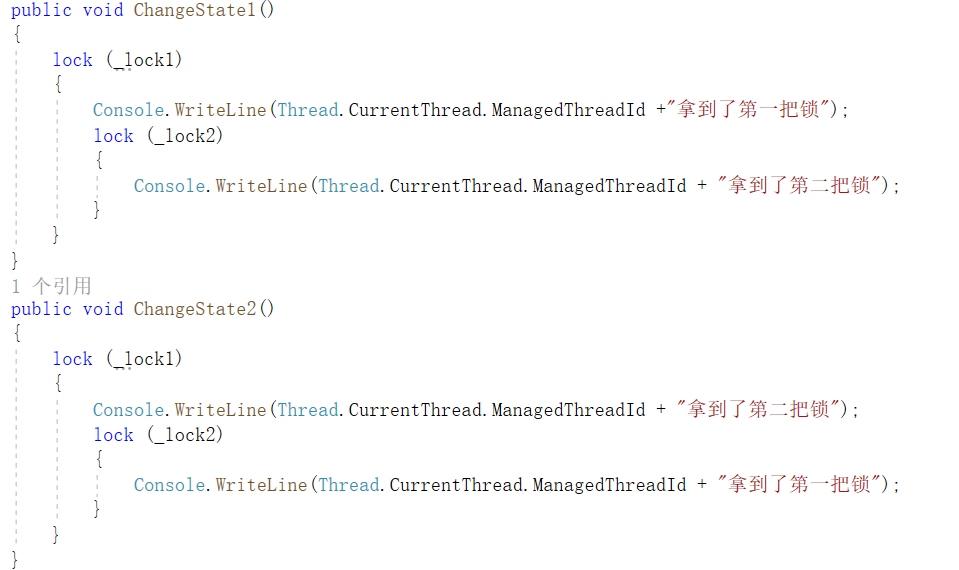 public void ChangeState1()
{
lock (_lock1)
{
Console.WriteLine(Thread.CurrentThread.ManagedThreadId +"拿到了第一把锁");
lock (_lock2)
{
Console.WriteLine(Thread.CurrentThread.ManagedThreadId + "拿到了第二把锁");
}
}
}
1 个引用
public void ChangeState2()
{
lock (_lock1)
{
Console.WriteLine(Thread.CurrentThread.ManagedThreadId + "拿到了第二把锁");
lock (_lock2)
{
Console.WriteLine(Thread.CurrentThread.ManagedThreadId + "拿到了第一把锁");
}
}
}